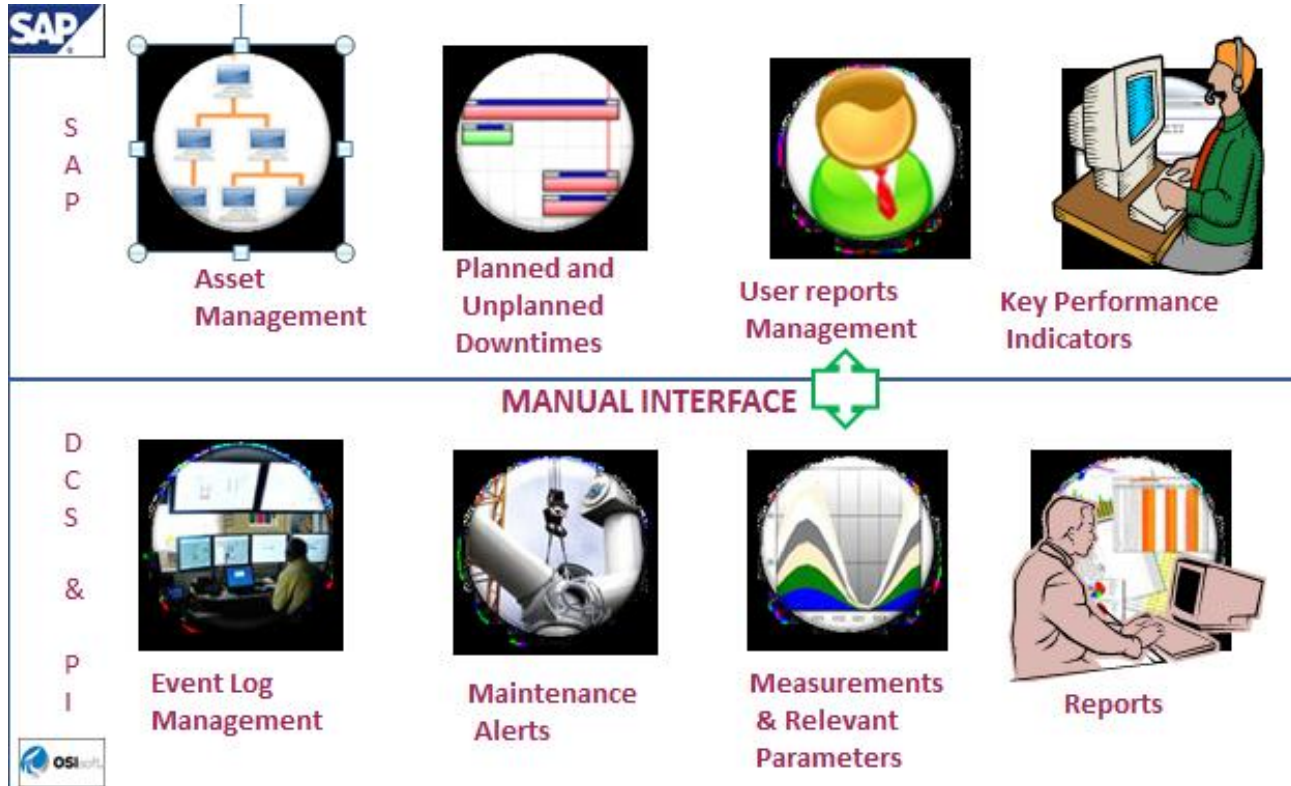 SAP
S
A
P
Asset
Management
Planned and
Unplanned
Downtimes
User reports
Management
Key Performance
Indicators
MANUAL INTERFACE
D
C
S
&
P
I
Event Log
Management
Maintenance
Alerts
Measurements
& Relevant
Parameters
Reports
OSIsoft.